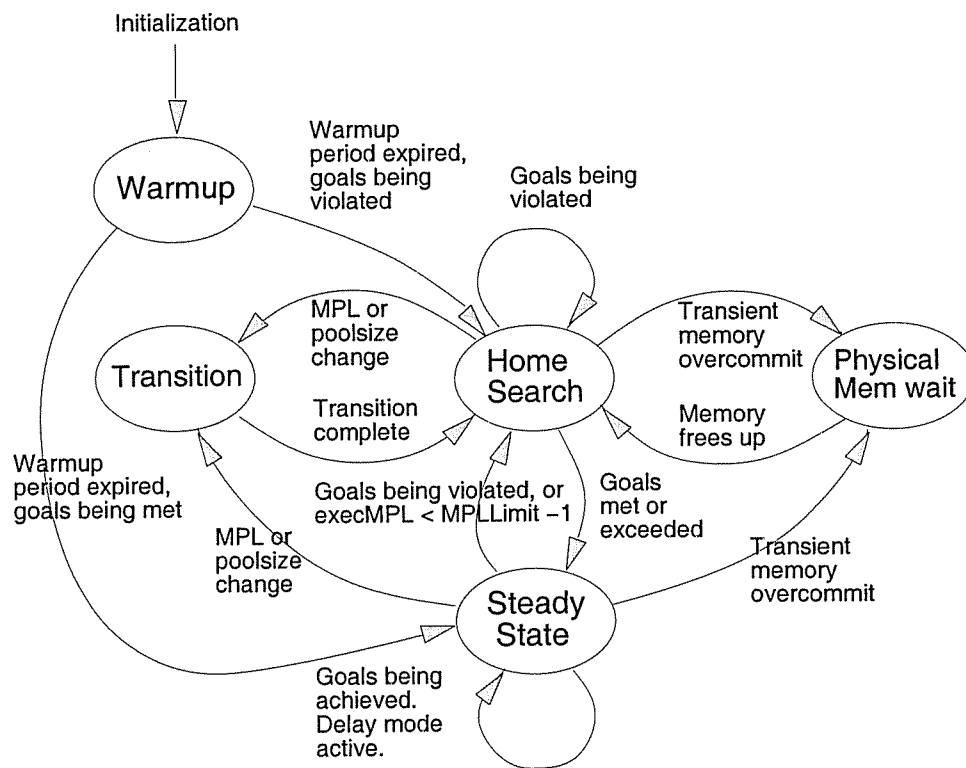 Initialization
Warmup
Warmup
period expired,
goals being
violated
Goals being
violated
MPL or
poolsize
change
Transient
memory
overcommit
Transition
Home
Search
Physical
Mem wait
Transition
complete
Memory
frees up
Warmup
period expired,
goals being met
Goals being violated, or
execMPL < MPLLimit −1
Goals
met or
exceeded
MPL or
poolsize
change
Transient
memory
overcommit
Steady
State
Goals being
achieved.
Delay mode
active.